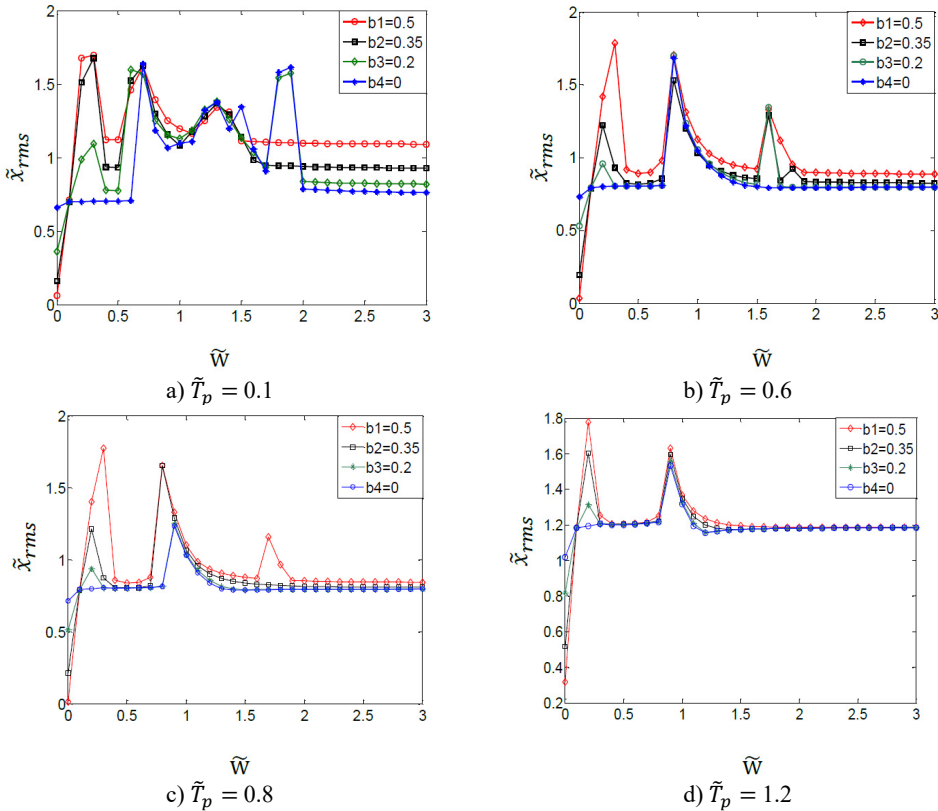 2
1.5
1
0.5
0
x̃rms
0 0.5 1 1.5 2 2.5 3
b1=0.5
b2=0.35
b3=0.2
b4=0
W̃
a) T̃p = 0.1
2
1.5
1
0.5
0
x̃rms
0 0.5 1 1.5 2 2.5 3
b1=0.5
b2=0.35
b3=0.2
b4=0
W̃
b) T̃p = 0.6
2
1.5
1
0.5
0
x̃rms
0 0.5 1 1.5 2 2.5 3
b1=0.5
b2=0.35
b3=0.2
b4=0
W̃
c) T̃p = 0.8
1.8
1.6
1.4
1.2
1
0.8
0.6
0.4
0.2
x̃rms
0 0.5 1 1.5 2 2.5 3
b1=0.5
b2=0.35
b3=0.2
b4=0
W̃
d) T̃p = 1.2